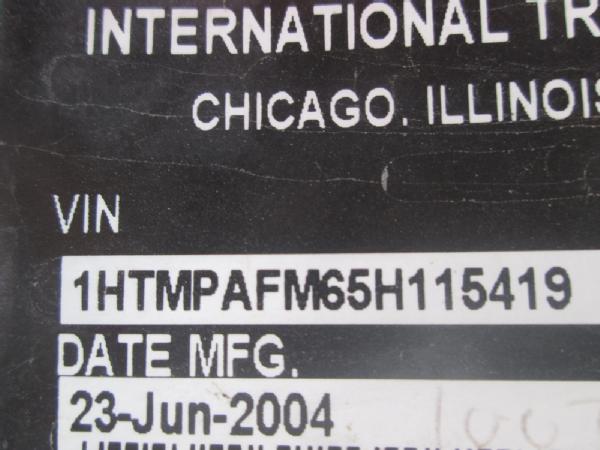 INTERNATIONAL TR
CHICAGO, ILLINOIS
VIN
1HTMPAFM65H115419
DATE MFG.
23-Jun-2004